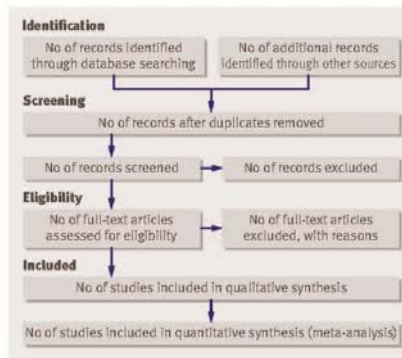 Identification
No of records identified
through database searching
No of additional records
identified through other sources
Screening
No of records after duplicates removed
No of records screened
No of records excluded
Eligibility
No of full-text articles
assessed for eligibility
No of full-text articles
excluded, with reasons
Included
No of studies included in qualitative synthesis
No of studies included in quantitative synthesis (meta-analysis)